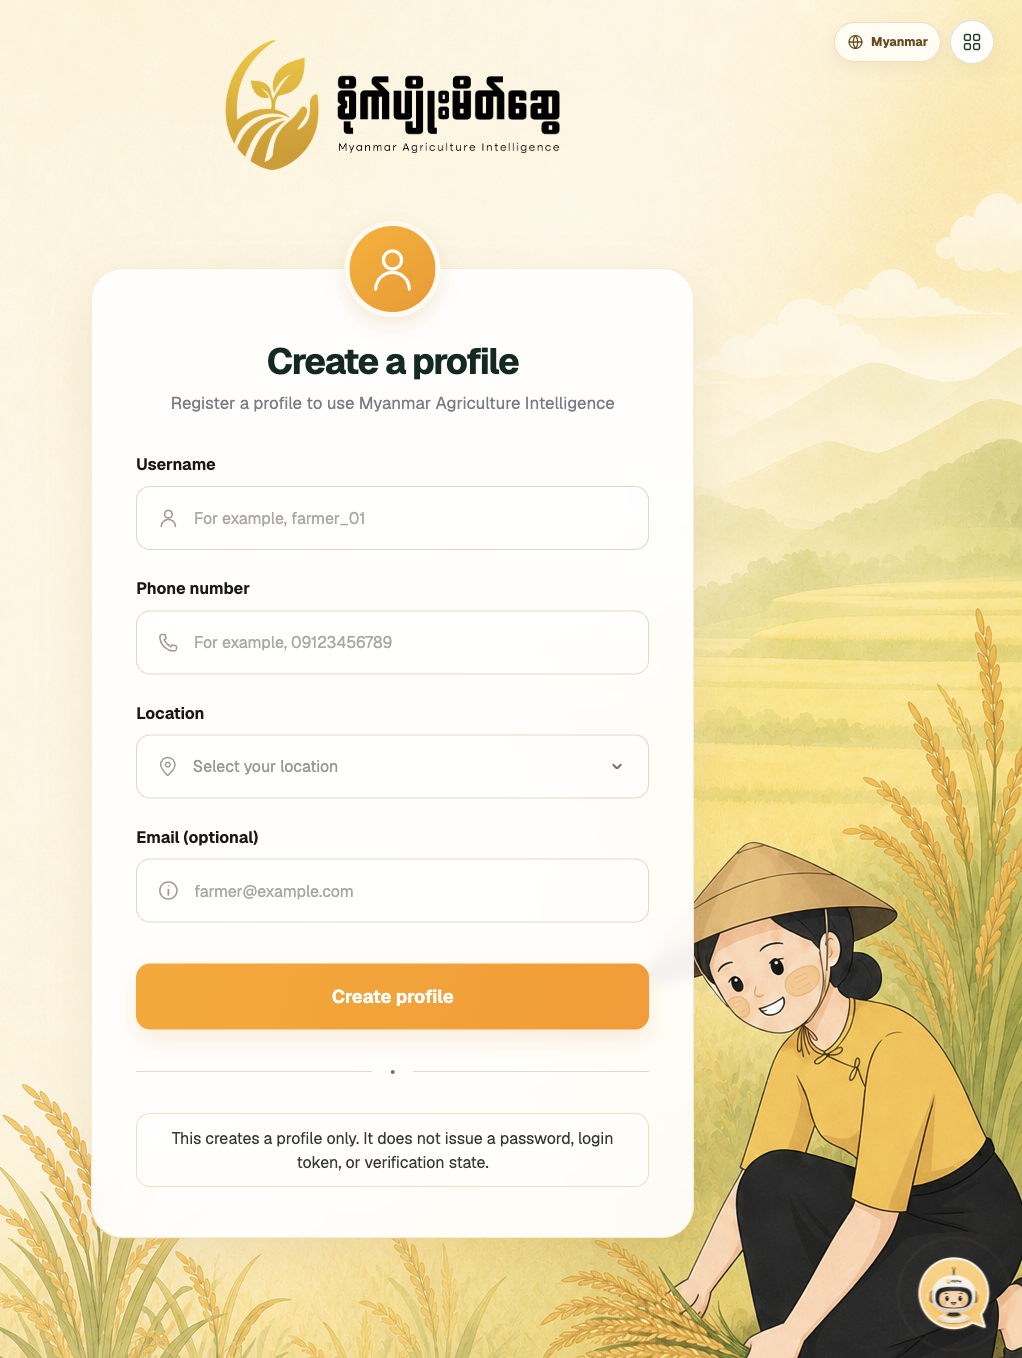 Myanmar
စိုက်ပျိုးမိတ်ဆွေ
Myanmar Agriculture Intelligence
Create a profile
Register a profile to use Myanmar Agriculture Intelligence
Username
For example, farmer_01
Phone number
For example, 09123456789
Location
Select your location
Email (optional)
farmer@example.com
Create profile
This creates a profile only. It does not issue a password, login
token, or verification state.